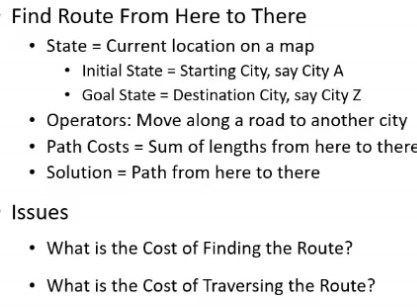 Find Route From Here to There
• State = Current location on a map
• Initial State = Starting City, say City A
• Goal State = Destination City, say City Z
• Operators: Move along a road to another city
• Path Costs = Sum of lengths from here to there
• Solution = Path from here to there
Issues
• What is the Cost of Finding the Route?
• What is the Cost of Traversing the Route?